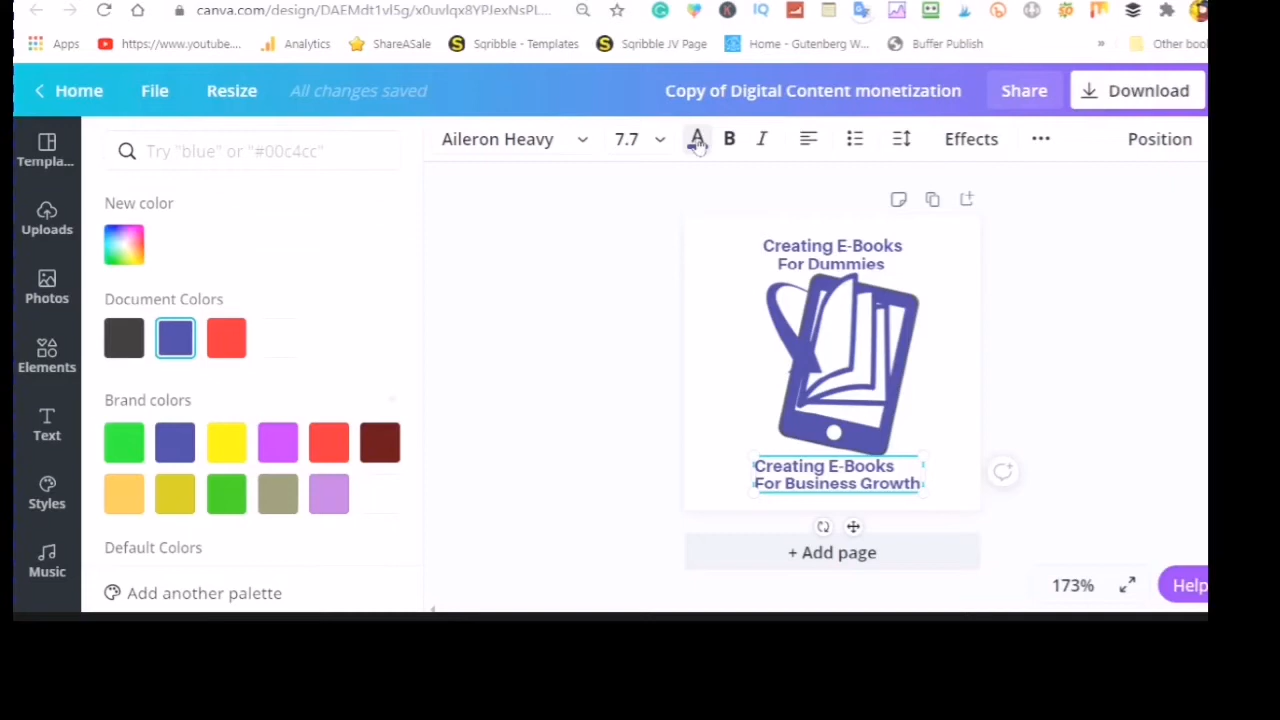 canva.com/design/DAEMdt1vl5g/x0uvlqx8YPJexNsPL...
Apps
https://www.youtube....
Analytics
ShareASale
Sqribble - Templates
Sqribble JV Page
Home - Gutenberg W...
Buffer Publish
»
Other book
Home
File
Resize
All changes saved
Copy of Digital Content monetization
Share
Download
Templa...
Uploads
Photos
Elements
Text
Styles
Music
Try "blue" or "#00c4cc"
New color
Document Colors
Brand colors
Default Colors
Add another palette
Aileron Heavy
7.7
A
B
I
Effects
Position
Creating E-Books
For Dummies
Creating E-Books
For Business Growth
+ Add page
173%
Help